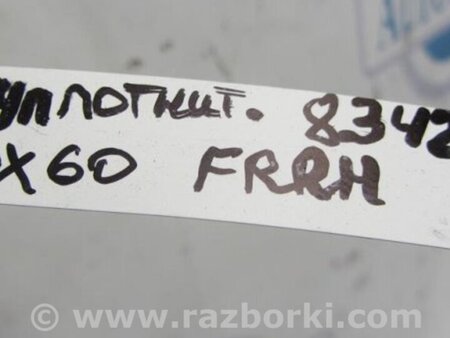 уплотнит. 8342
X60 FRRH
© www.razborki.com